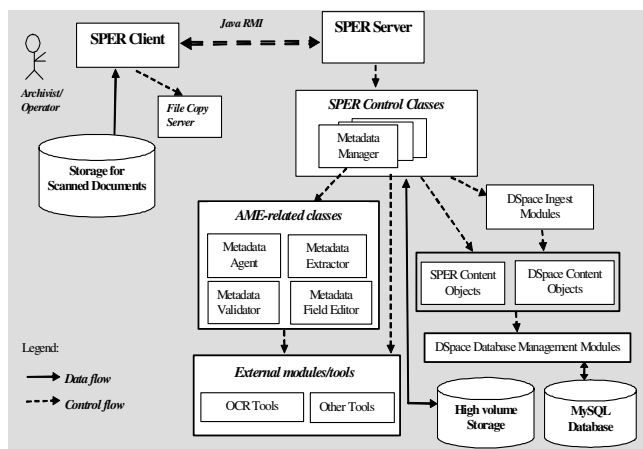 Java RMI
SPER Client
SPER Server
Archivist/
Operator
File Copy
Server
SPER Control Classes
Metadata
Manager
Storage for
Scanned Documents
DSpace Ingest
Modules
AME-related classes
Metadata
Agent
Metadata
Extractor
Metadata
Validator
Metadata
Field Editor
SPER Content
Objects
DSpace Content
Objects
DSpace Database Management Modules
Legend:
Data flow
Control flow
External modules/tools
OCR Tools
Other Tools
High volume
Storage
MySQL
Database